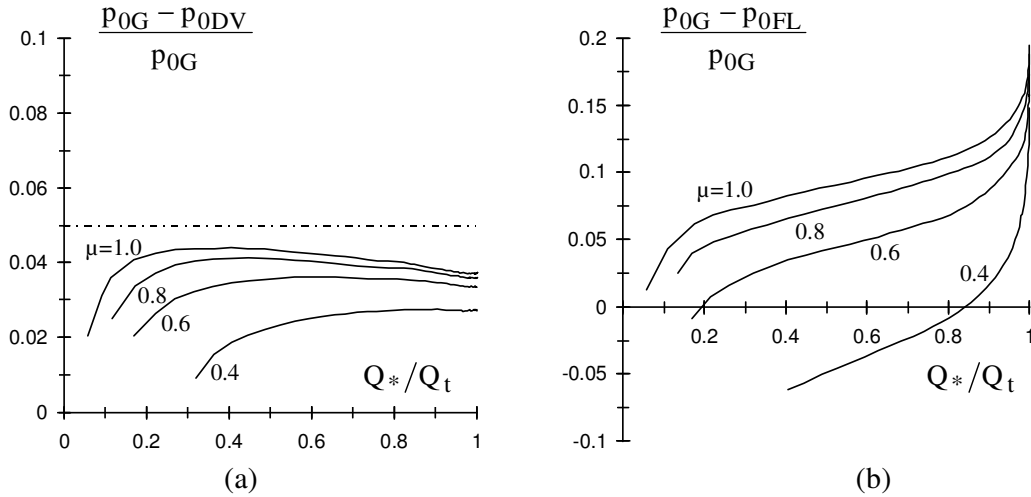 p0G − p0DV
p0G
0.1
0.08
0.06
0.04
0.02
0
μ=1.0
0.8
0.6
0.4
Q*/Qt
0 0.2 0.4 0.6 0.8 1
(a)
p0G − p0FL
p0G
0.2
0.15
0.1
0.05
0
-0.05
-0.1
μ=1.0
0.8
0.6
0.4
0.2 0.4 0.6 0.8 1
Q*/Qt
(b)